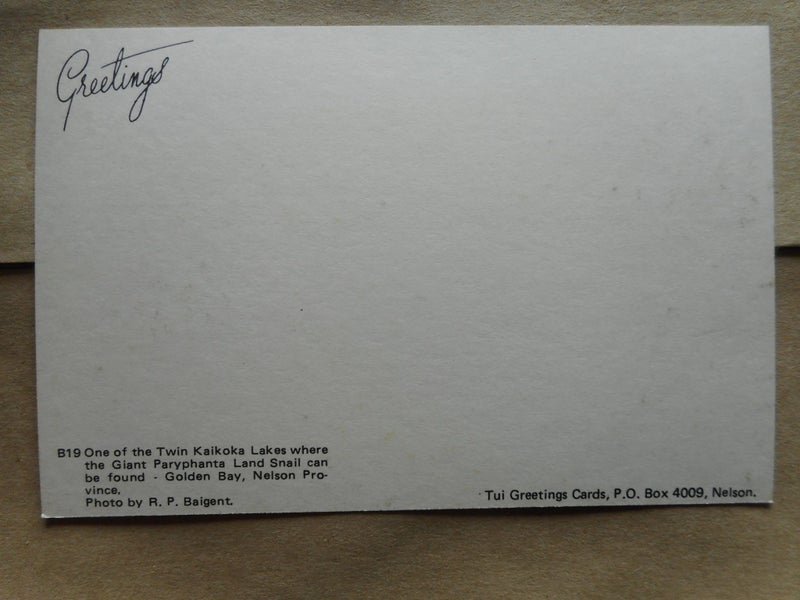 Greetings
B19 One of the Twin Kaikoka Lakes where
the Giant Paryphanta Land Snail can
be found - Golden Bay, Nelson Pro-
vince.
Photo by R. P. Baigent.
Tui Greetings Cards, P.O. Box 4009, Nelson.